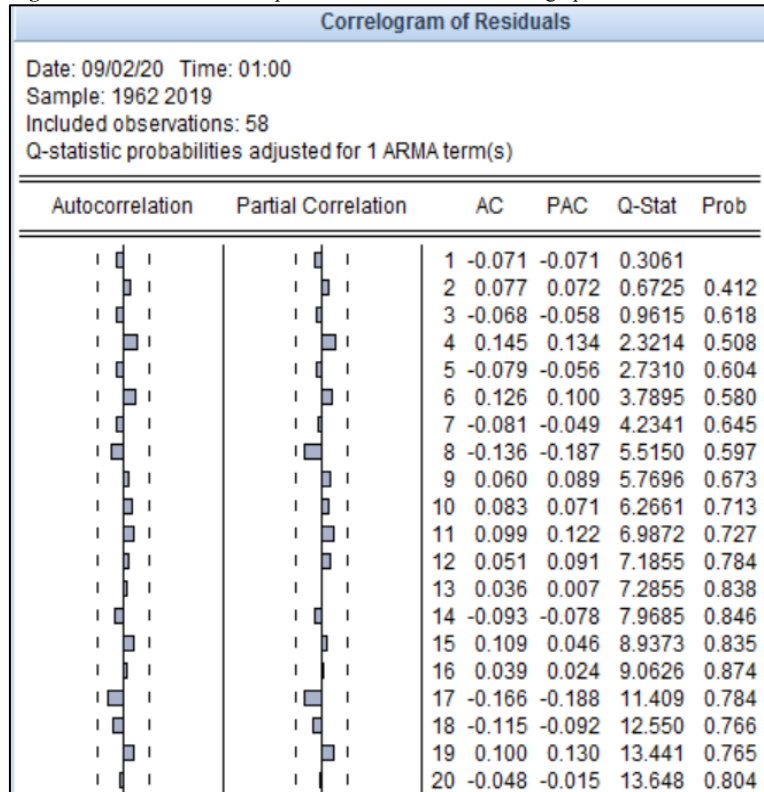 Correlogram of Residuals
Date: 09/02/20 Time: 01:00
Sample: 1962 2019
Included observations: 58
Q-statistic probabilities adjusted for 1 ARMA term(s)
Autocorrelation Partial Correlation AC PAC Q-Stat Prob
1 -0.071 -0.071 0.3061
2 0.077 0.072 0.6725 0.412
3 -0.068 -0.058 0.9615 0.618
4 0.145 0.134 2.3214 0.508
5 -0.079 -0.056 2.7310 0.604
6 0.126 0.100 3.7895 0.580
7 -0.081 -0.049 4.2341 0.645
8 -0.136 -0.187 5.5150 0.597
9 0.060 0.089 5.7696 0.673
10 0.083 0.071 6.2661 0.713
11 0.099 0.122 6.9872 0.727
12 0.051 0.091 7.1855 0.784
13 0.036 0.007 7.2855 0.838
14 -0.093 -0.078 7.9685 0.846
15 0.109 0.046 8.9373 0.835
16 0.039 0.024 9.0626 0.874
17 -0.166 -0.188 11.409 0.784
18 -0.115 -0.092 12.550 0.766
19 0.100 0.130 13.441 0.765
20 -0.048 -0.015 13.648 0.804